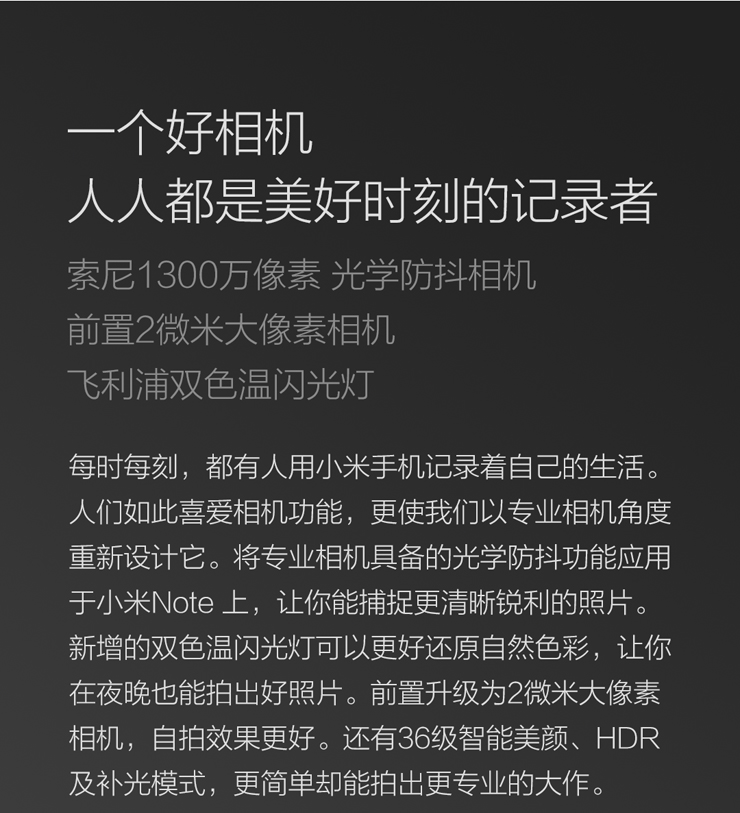 一个好相机
人人都是美好时刻的记录者
索尼1300万像素 光学防抖相机
前置2微米大像素相机
飞利浦双色温闪光灯
每时每刻，都有人用小米手机记录着自己的生活。
人们如此喜爱相机功能，更使我们以专业相机角度
重新设计它。将专业相机具备的光学防抖功能应用
于小米Note 上，让你能捕捉更清晰锐利的照片。
新增的双色温闪光灯可以更好还原自然色彩，让你
在夜晚也能拍出好照片。前置升级为2微米大像素
相机，自拍效果更好。还有36级智能美颜、HDR
及补光模式，更简单却能拍出更专业的大作。